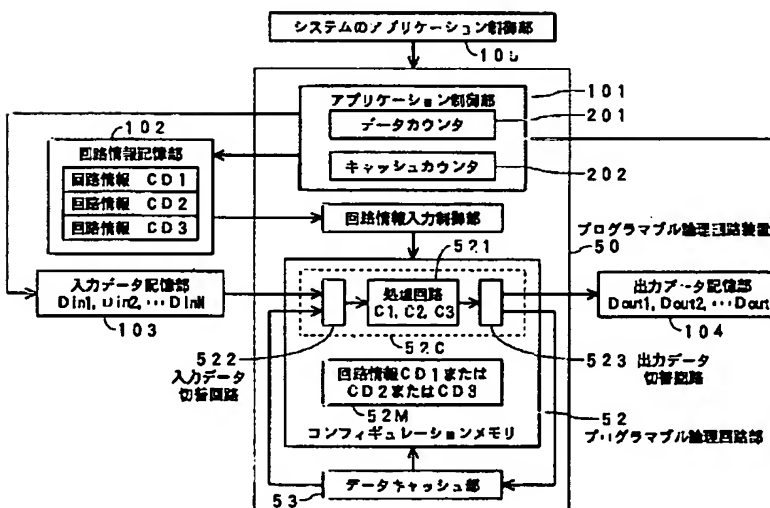 システムのアプリケーション制御部
アプリケーション制御部
101
データカウンタ
201
キャッシュカウンタ
202
102
回路情報記憶部
回路情報 CD1
回路情報 CD2
回路情報 CD3
回路情報入力制御部
プログラマブル論理回路装置
50
入力データ記憶部
Din1, Din2, …DinN
103
521
処理回路
C1, C2, C3
出力データ記憶部
Dout1, Dout2, …Dout
104
522
入力データ
切替回路
52C
523
出力データ
切替回路
回路情報CD1または
CD2またはCD3
52M
コンフィギュレーションメモリ
52
プログラマブル論理回路部
データキャッシュ部
53